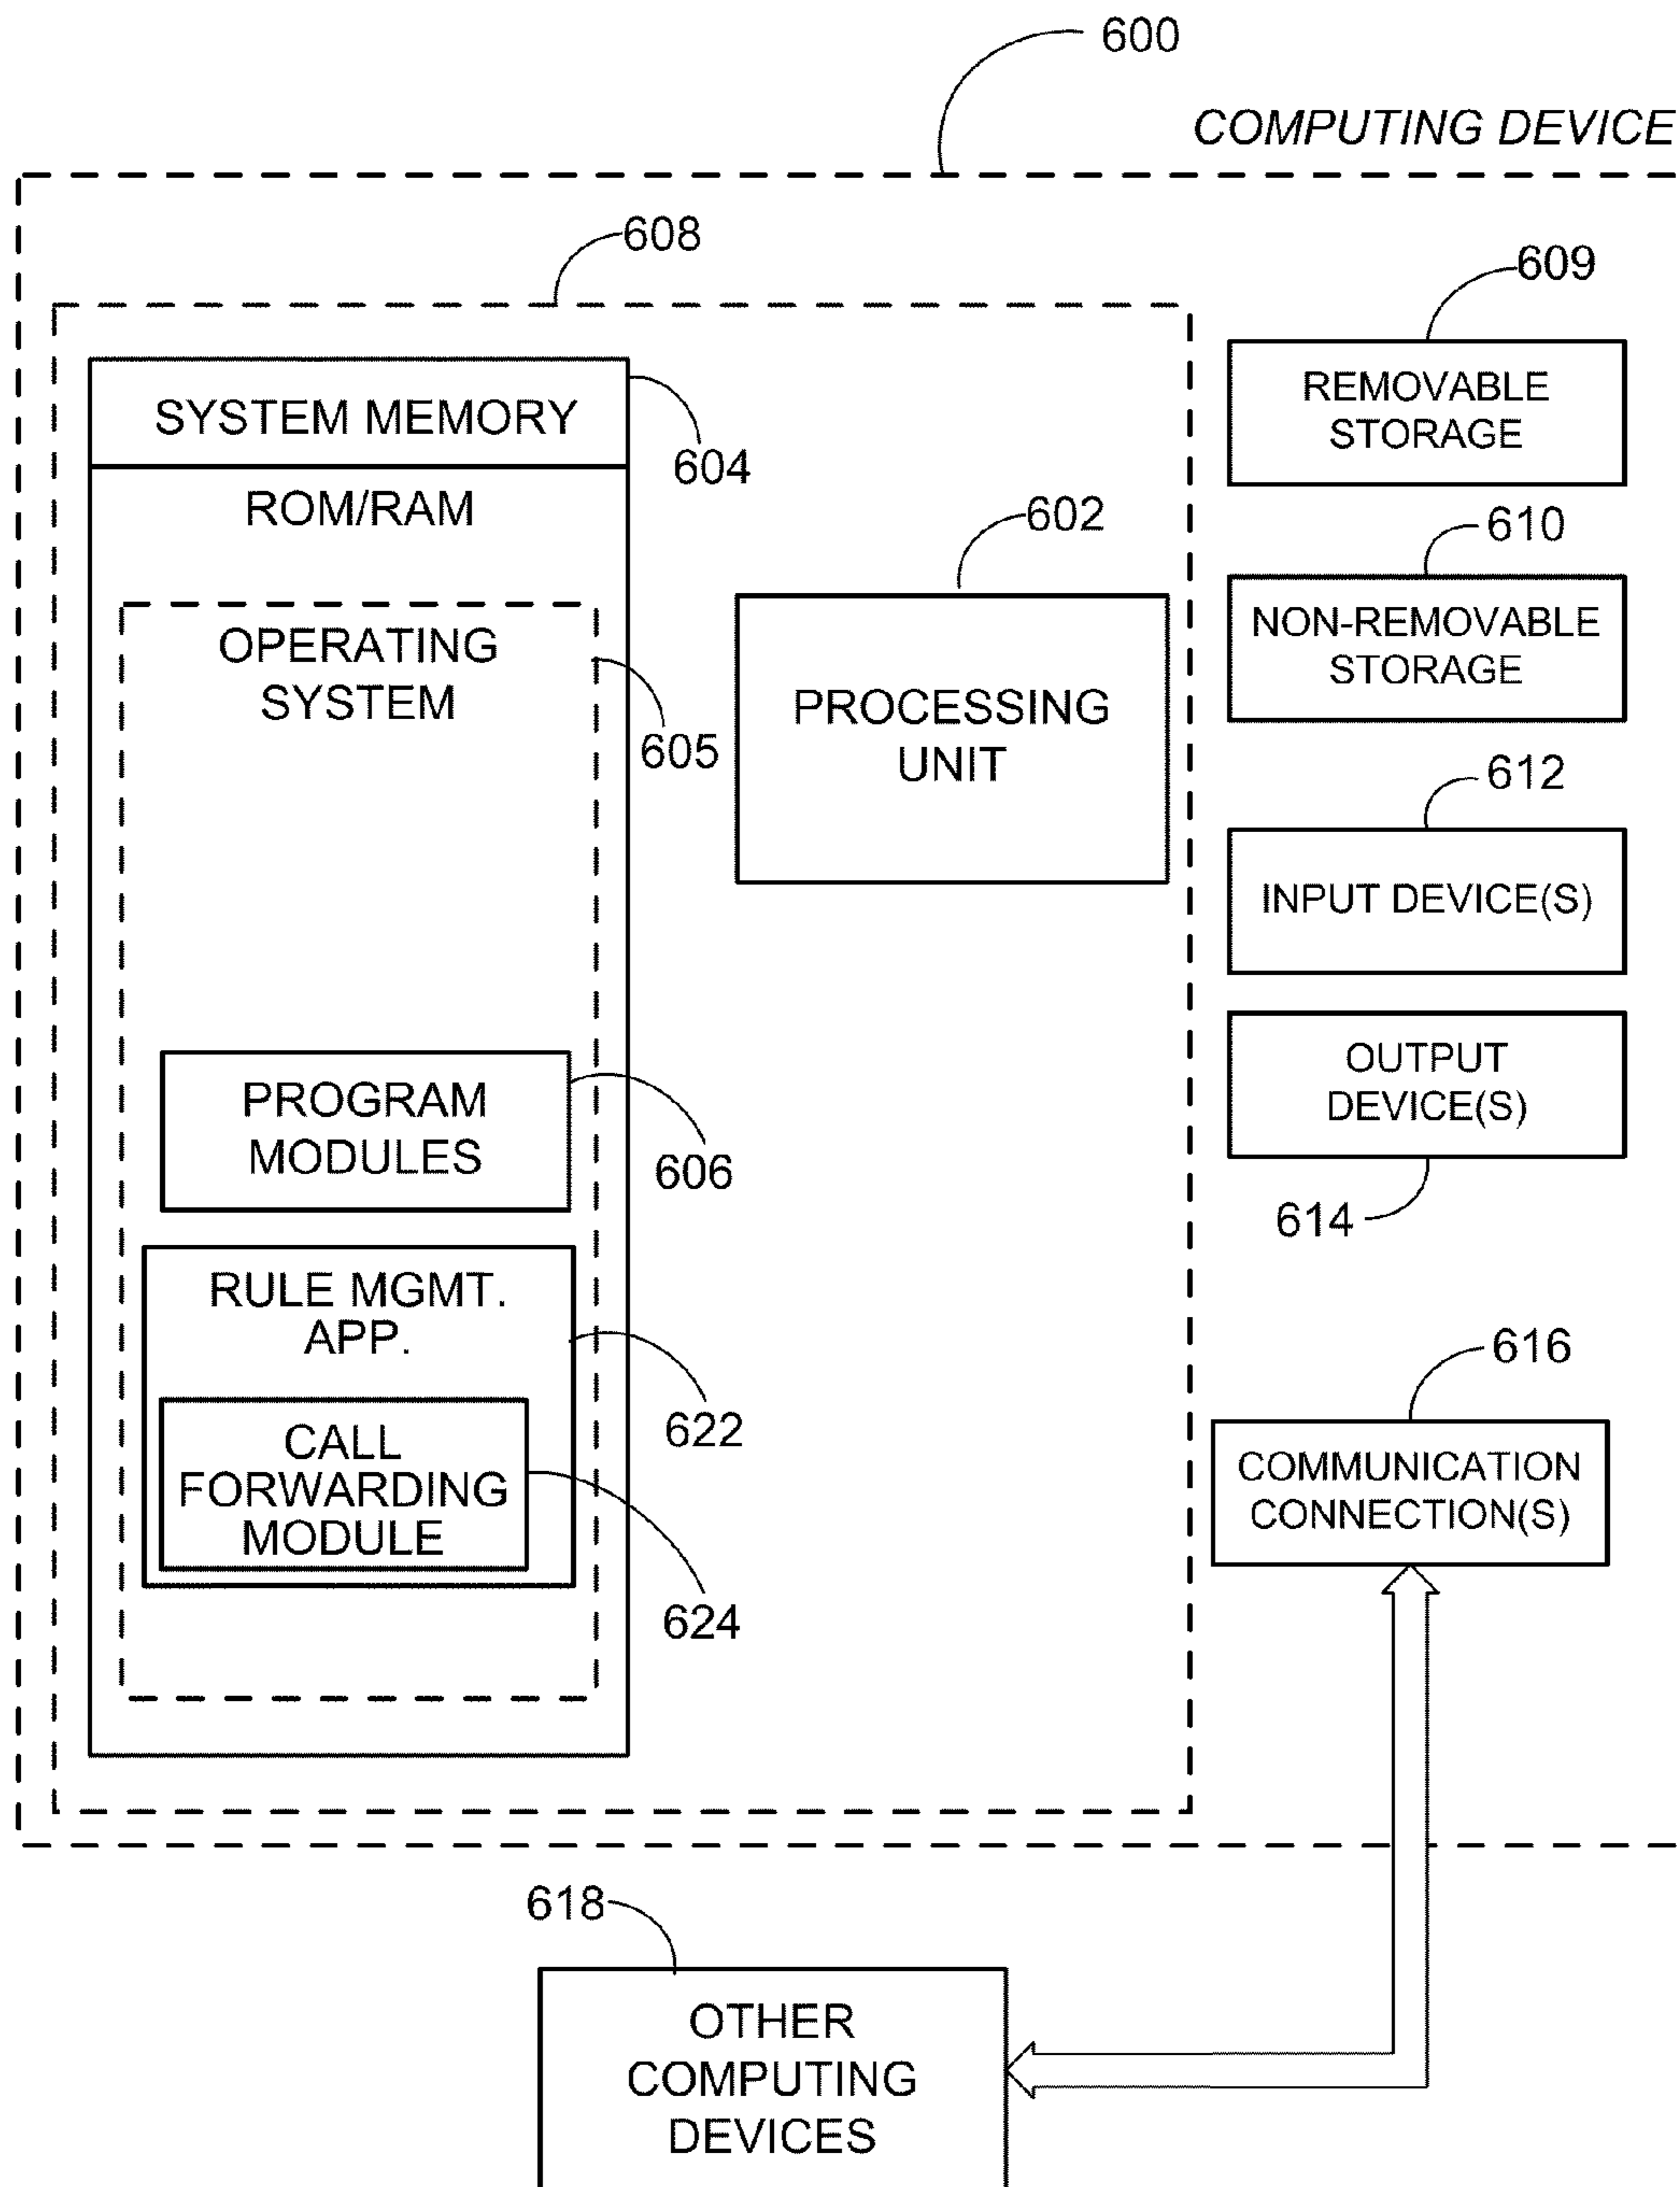 600
COMPUTING DEVICE
608
609
REMOVABLE
STORAGE
SYSTEM MEMORY
604
ROM/RAM
602
610
NON-REMOVABLE
STORAGE
OPERATING
SYSTEM
605
PROCESSING
UNIT
612
INPUT DEVICE(S)
OUTPUT
DEVICE(S)
614
PROGRAM
MODULES
606
RULE MGMT.
APP.
622
CALL
FORWARDING
MODULE
624
616
COMMUNICATION
CONNECTION(S)
618
OTHER
COMPUTING
DEVICES